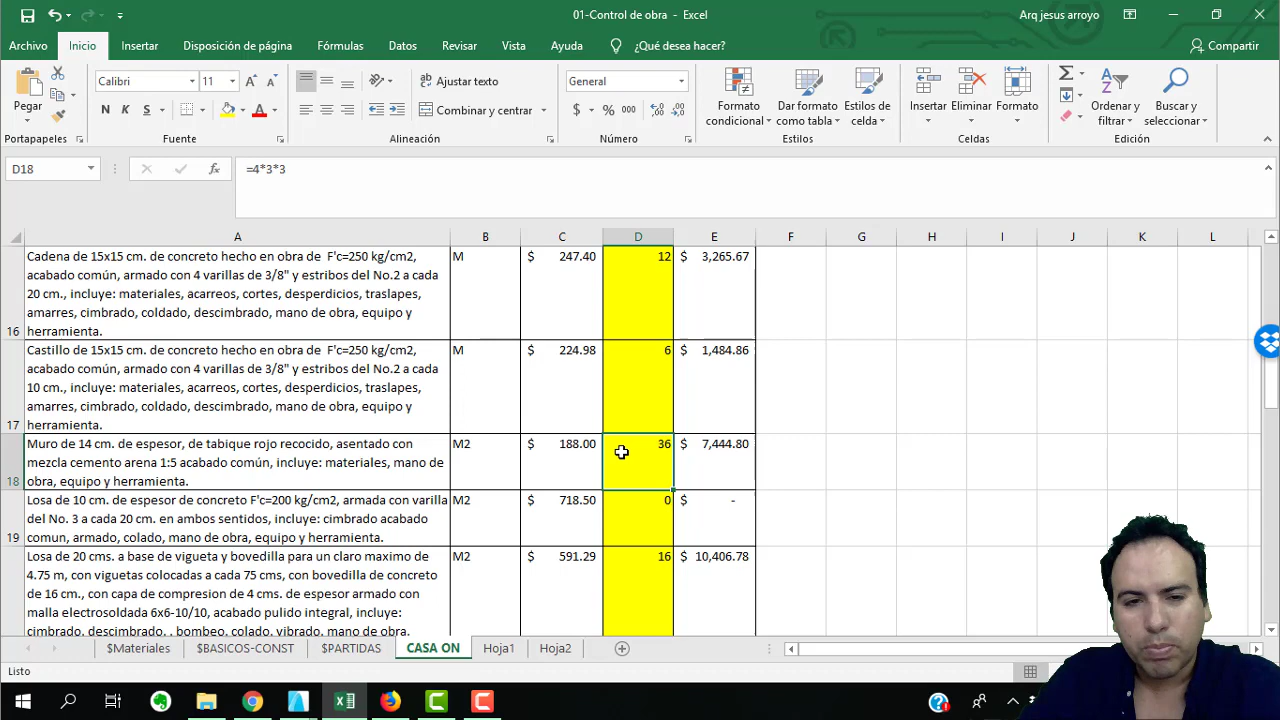 01-Control de obra - Excel
Arq jesus arroyo
Archivo Inicio Insertar Disposición de página Fórmulas Datos Revisar Vista Ayuda ¿Qué desea hacer? Compartir
Pegar
Calibri 11
N K S
Ajustar texto
Combinar y centrar
General
$ % 000
Formato condicional
Dar formato como tabla
Estilos de celda
Insertar Eliminar Formato
Ordenar y filtrar
Buscar y seleccionar
Portapapeles Fuente Alineación Número Estilos Celdas Edición
D18 fx =4*3*3
A B C D E F G H I J K L
Cadena de 15x15 cm. de concreto hecho en obra de F'c=250 kg/cm2, M $ 247.40 12 $ 3,265.67
acabado común, armado con 4 varillas de 3/8" y estribos del No.2 a cada
20 cm., incluye: materiales, acarreos, cortes, desperdicios, traslapes,
amarres, cimbrado, coldado, descimbrado, mano de obra, equipo y
16 herramienta.
Castillo de 15x15 cm. de concreto hecho en obra de F'c=250 kg/cm2, M $ 224.98 6 $ 1,484.86
acabado común, armado con 4 varillas de 3/8" y estribos del No.2 a cada
10 cm., incluye: materiales, acarreos, cortes, desperdicios, traslapes,
amarres, cimbrado, coldado, descimbrado, mano de obra, equipo y
17 herramienta.
Muro de 14 cm. de espesor, de tabique rojo recocido, asentado con M2 $ 188.00 36 $ 7,444.80
mezcla cemento arena 1:5 acabado común, incluye: materiales, mano de
18 obra, equipo y herramienta.
Losa de 10 cm. de espesor de concreto F'c=200 kg/cm2, armada con varilla M2 $ 718.50 0 $ -
del No. 3 a cada 20 cm. en ambos sentidos, incluye: cimbrado acabado
19 comun, armado, colado, mano de obra, equipo y herramienta.
Losa de 20 cms. a base de vigueta y bovedilla para un claro maximo de M2 $ 591.29 16 $ 10,406.78
4.75 m, con viguetas colocadas a cada 75 cms, con bovedilla de concreto
de 16 cm., con capa de compresion de 4 cms. de espesor armado con
malla electrosoldada 6x6-10/10, acabado pulido integral, incluye:
cimbrado, descimbrado, , bombeo, colado, vibrado, mano de obra,
$Materiales $BASICOS-CONST $PARTIDAS CASA ON Hoja1 Hoja2
Listo